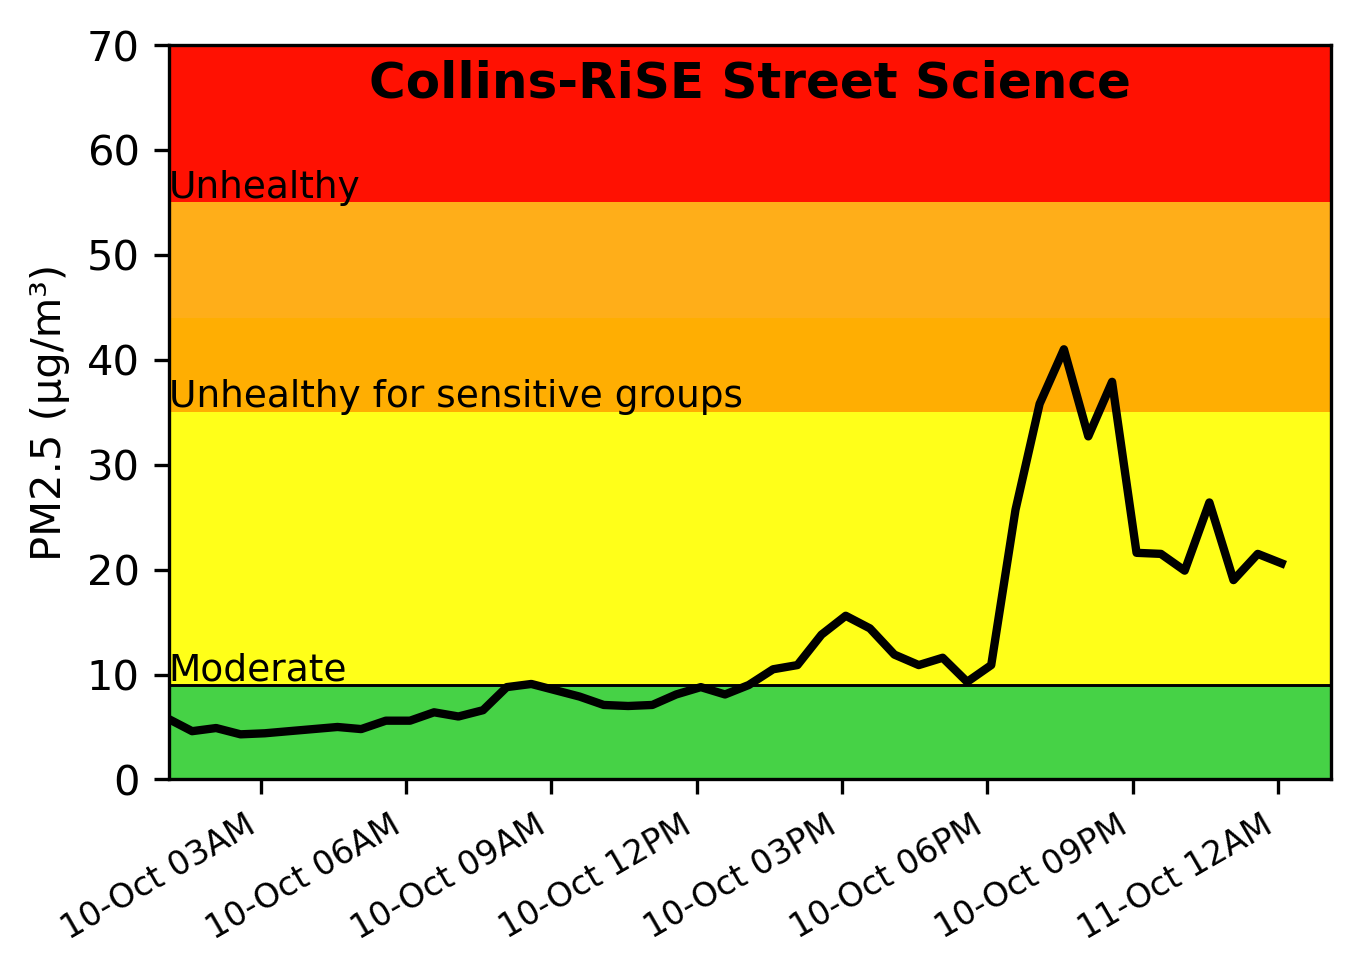 Collins-RiSE Street Science
70
60
50
40
30
20
10
0
PM2.5 (μg/m³)
Unhealthy
Unhealthy for sensitive groups
Moderate
10-Oct 03AM
10-Oct 06AM
10-Oct 09AM
10-Oct 12PM
10-Oct 03PM
10-Oct 06PM
10-Oct 09PM
11-Oct 12AM